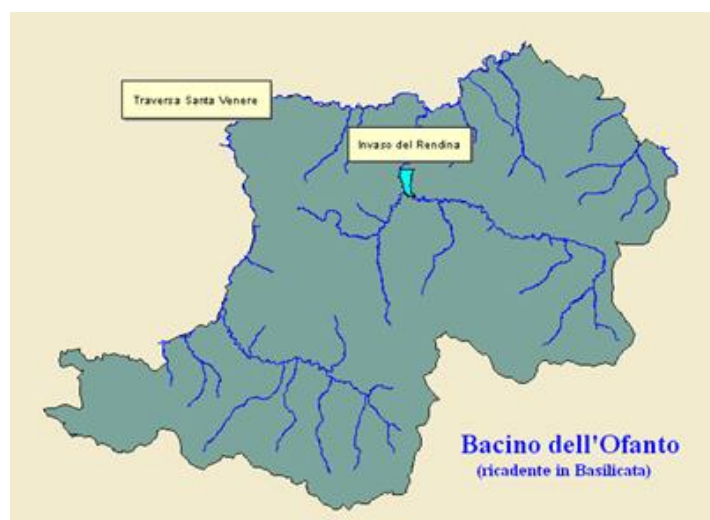 Traversa Santa Venere
Invaso del Rendina
Bacino dell'Ofanto
(ricadente in Basilicata)